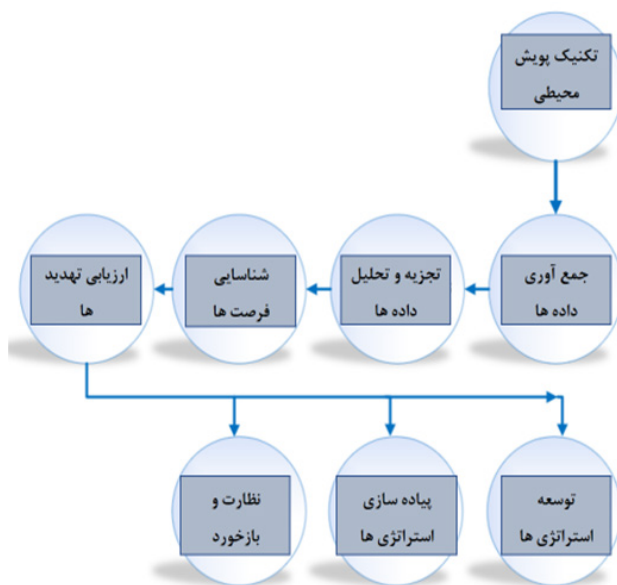 تکنیک پویش
محیطی
جمع آوری
داده ها
تجزیه و تحلیل
داده ها
شناسایی
فرصت ها
ارزیابی تهدید
ها
توسعه
استراتژی ها
پیاده سازی
استراتژی ها
نظارت و
بازخورد